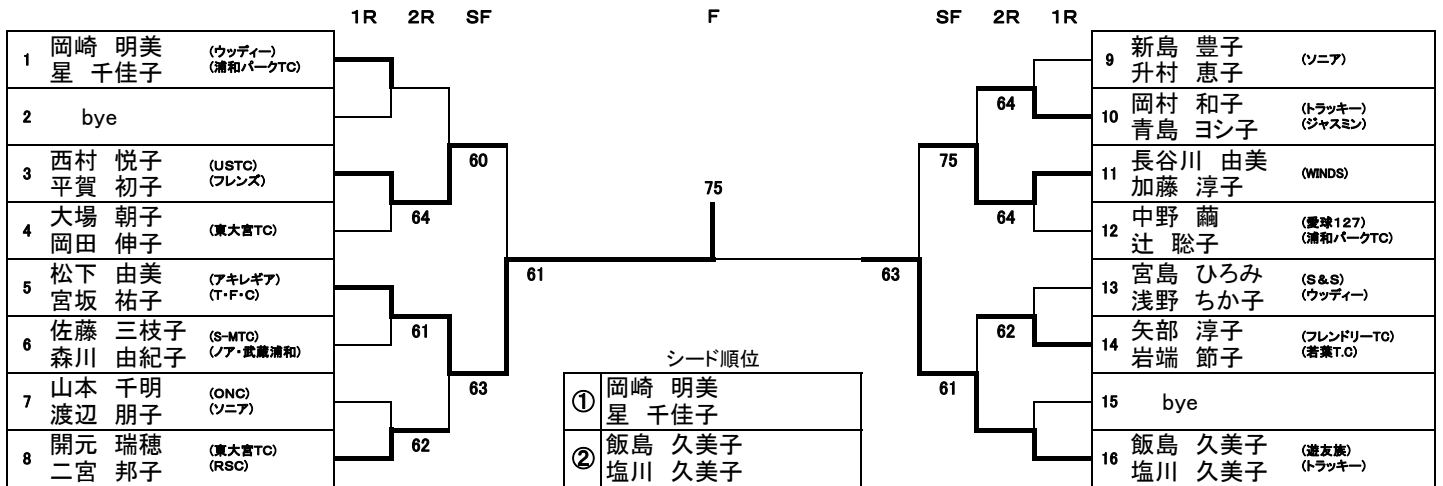 1R 2R SF F SF 2R 1R
1 岡崎 明美 (ウッディー)
星 千佳子 (浦和パークTC)
2 bye
3 西村 悦子 (USTC)
平賀 初子 (フレンズ)
4 大場 朝子 (東大宮TC)
岡田 伸子
5 松下 由美 (アキレギア)
宮坂 祐子 (T・F・C)
6 佐藤 三枝子 (S-MTC)
森川 由紀子 (ノア・武蔵浦和)
7 山本 千明 (ONC)
渡辺 朋子 (ソニア)
8 開元 瑞穂 (東大宮TC)
二宮 邦子 (RSC)
64
61
62
60
63
61
75
63
75
61
64
64
62
9 新島 豊子 (ソニア)
升村 恵子
10 岡村 和子 (トラッキー)
青島 ヨシ子 (ジャスミン)
11 長谷川 由美 (WINDS)
加藤 淳子
12 中野 繭 (愛球127)
辻 聡子 (浦和パークTC)
13 宮島 ひろみ (S&S)
浅野 ちか子 (ウッディー)
14 矢部 淳子 (フレンドリーTC)
岩端 節子 (若葉T.C)
15 bye
16 飯島 久美子 (遊友族)
塩川 久美子 (トラッキー)
シード順位
① 岡崎 明美
星 千佳子
② 飯島 久美子
塩川 久美子